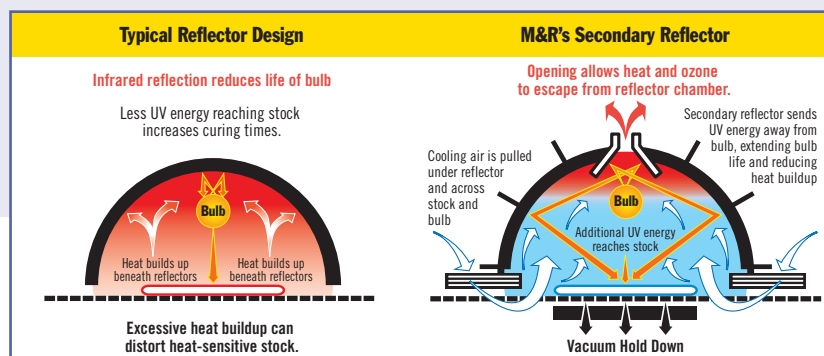 Typical Reflector Design
Infrared reflection reduces life of bulb
Less UV energy reaching stock
increases curing times.
Bulb
Heat builds up
beneath reflectors
Heat builds up
beneath reflectors
Excessive heat buildup can
distort heat-sensitive stock.
M&R's Secondary Reflector
Opening allows heat and ozone
to escape from reflector chamber.
Cooling air is pulled
under reflector
and across
stock and
bulb
Secondary reflector sends
UV energy away from
bulb, extending bulb
life and reducing
heat buildup
Bulb
Additional UV energy
reaches stock
Vacuum Hold Down